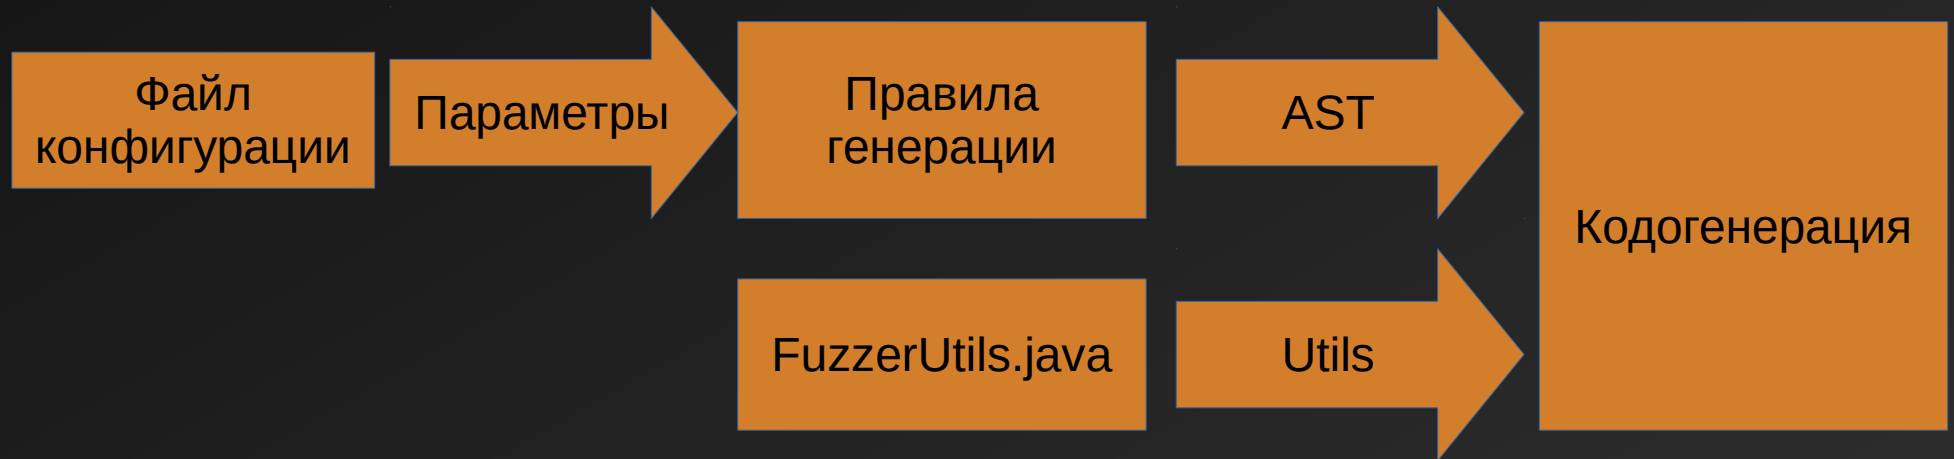 Файл
конфигурации
Параметры
Правила
генерации
AST
Кодогенерация
FuzzerUtils.java
Utils